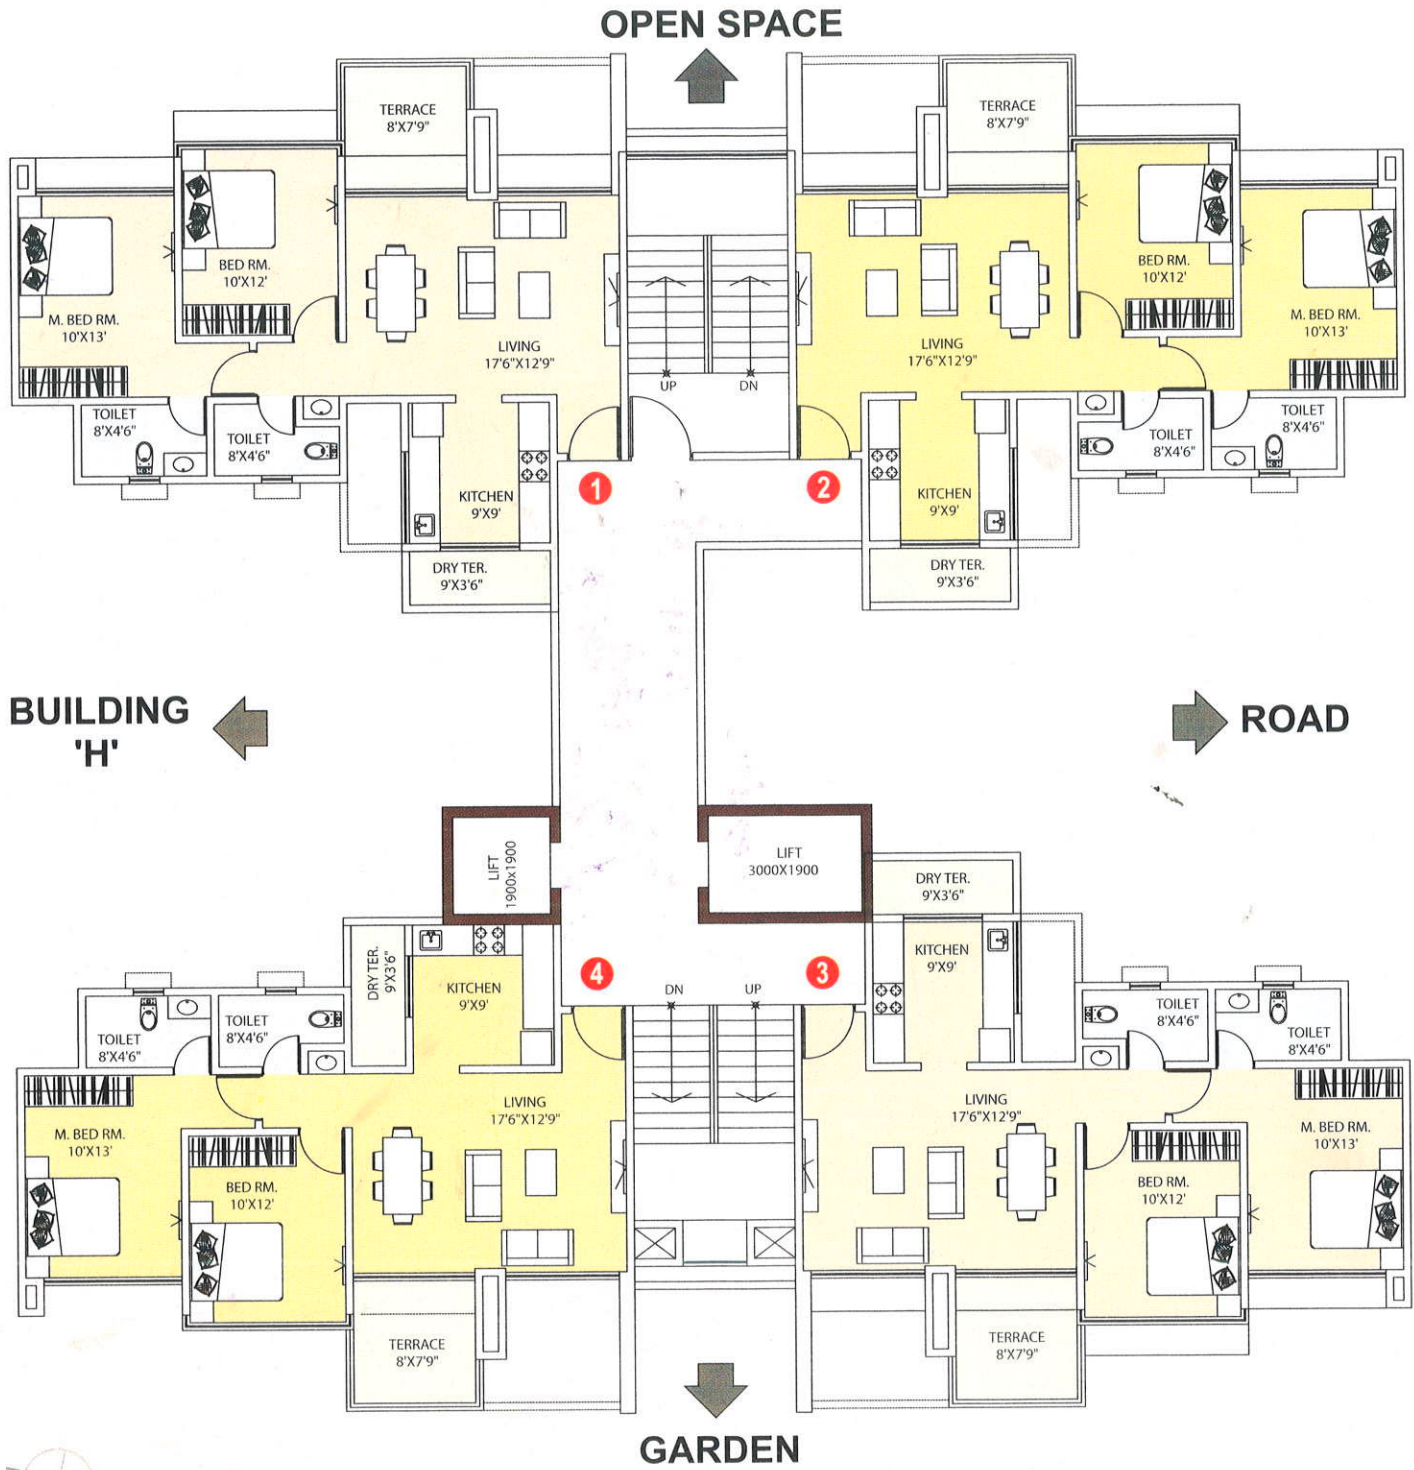 OPEN SPACE
TERRACE
8'X7'9"
TERRACE
8'X7'9"
BED RM.
10'X12'
M. BED RM.
10'X13'
LIVING
17'6"X12'9"
UP
DN
LIVING
17'6"X12'9"
BED RM.
10'X12'
M. BED RM.
10'X13'
TOILET
8'X4'6"
TOILET
8'X4'6"
KITCHEN
9'X9'
1
2
KITCHEN
9'X9'
TOILET
8'X4'6"
TOILET
8'X4'6"
DRY TER.
9'X3'6"
DRY TER.
9'X3'6"
BUILDING
'H'
ROAD
LIFT
1900x1900
LIFT
3000X1900
DRY TER.
9'X3'6"
DRY TER.
9'X3'6"
KITCHEN
9'X9'
4
3
KITCHEN
9'X9'
DN
UP
TOILET
8'X4'6"
TOILET
8'X4'6"
TOILET
8'X4'6"
TOILET
8'X4'6"
M. BED RM.
10'X13'
BED RM.
10'X12'
LIVING
17'6"X12'9"
LIVING
17'6"X12'9"
BED RM.
10'X12'
M. BED RM.
10'X13'
TERRACE
8'X7'9"
TERRACE
8'X7'9"
GARDEN